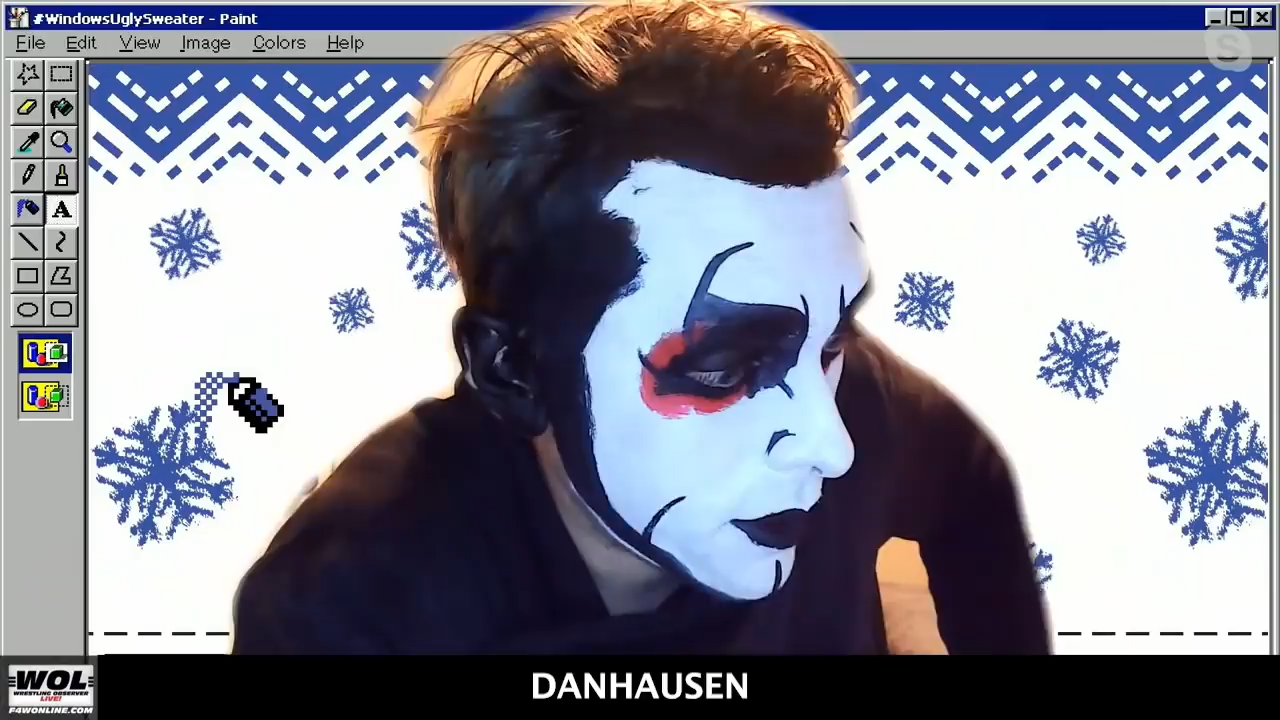 #WindowsUglySweater - Paint
File Edit View Image Colors Help
A
S
WOL
WRESTLING OBSERVER
LIVE!
F4WONLINE.COM
DANHAUSEN